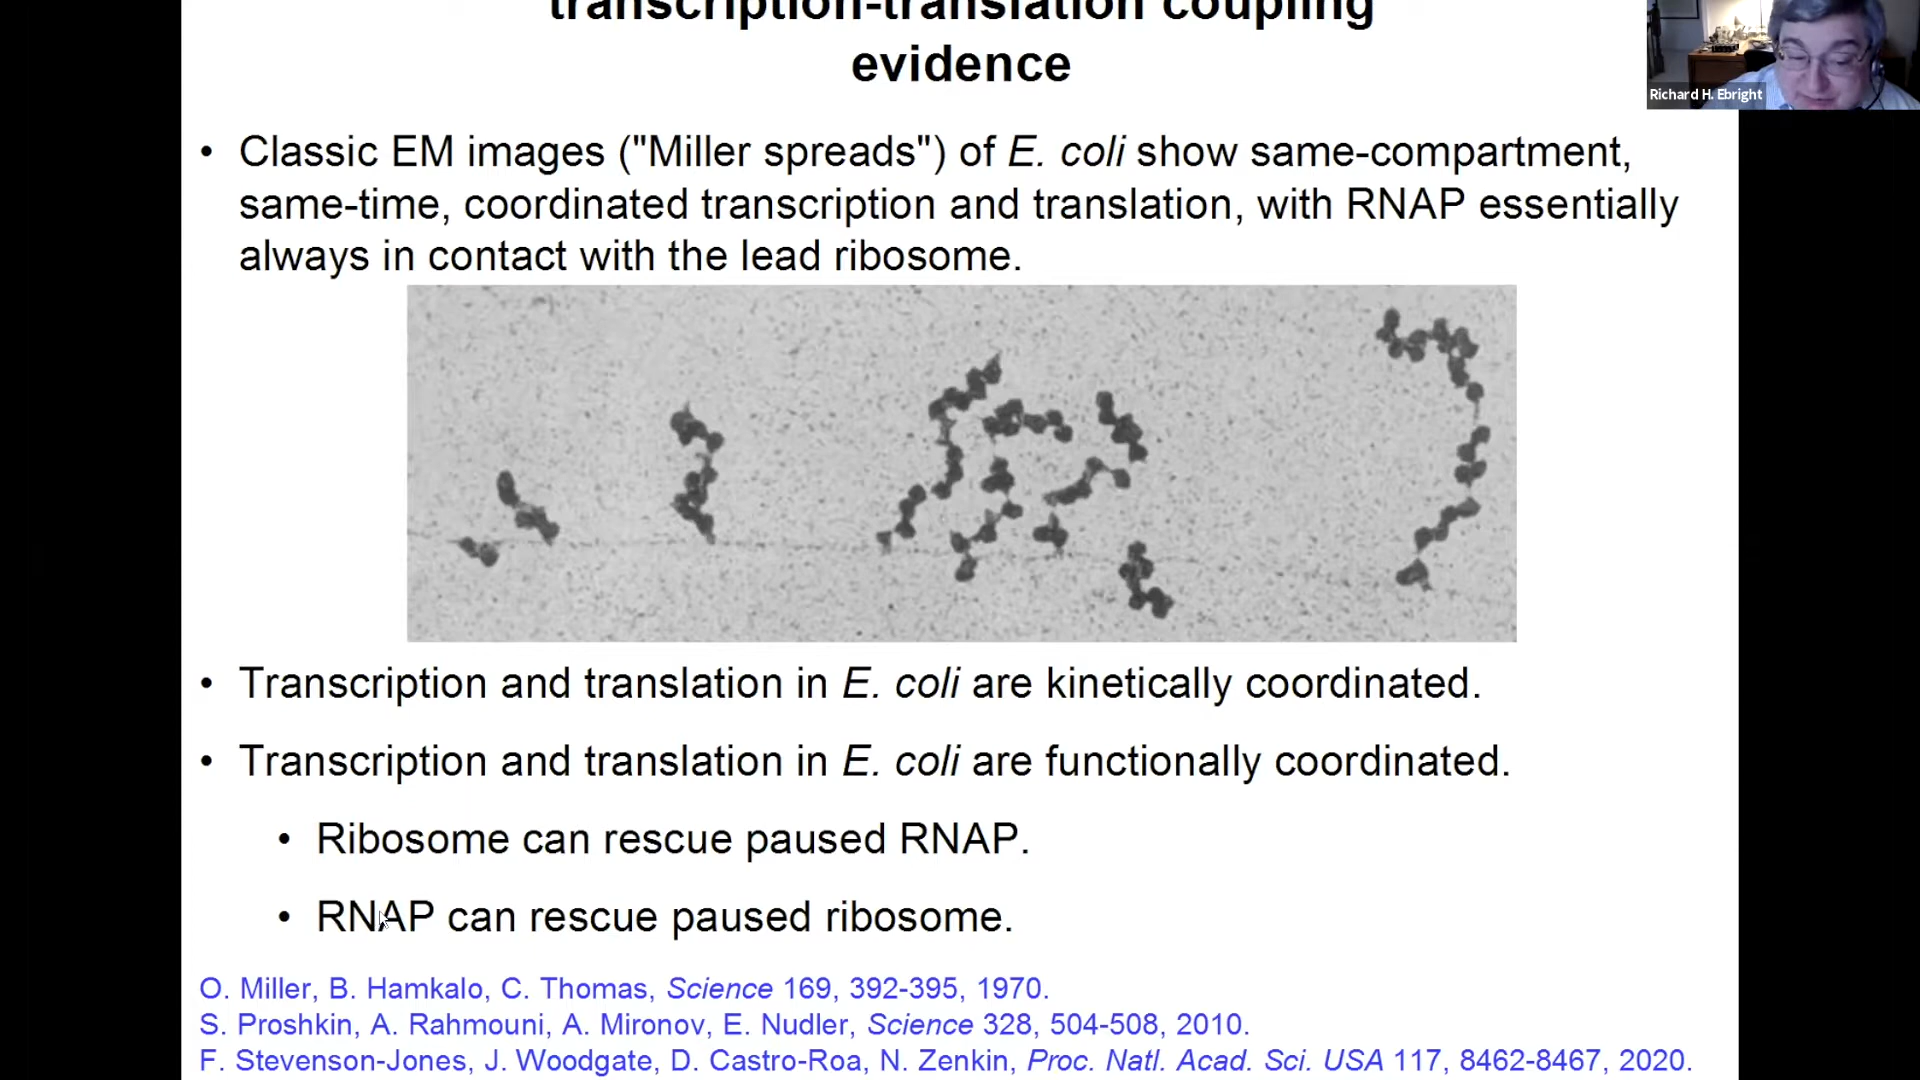 transcription-translation coupling
evidence
Richard H. Ebright
• Classic EM images ("Miller spreads") of E. coli show same-compartment,
same-time, coordinated transcription and translation, with RNAP essentially
always in contact with the lead ribosome.
• Transcription and translation in E. coli are kinetically coordinated.
• Transcription and translation in E. coli are functionally coordinated.
• Ribosome can rescue paused RNAP.
• RNAP can rescue paused ribosome.
O. Miller, B. Hamkalo, C. Thomas, Science 169, 392-395, 1970.
S. Proshkin, A. Rahmouni, A. Mironov, E. Nudler, Science 328, 504-508, 2010.
F. Stevenson-Jones, J. Woodgate, D. Castro-Roa, N. Zenkin, Proc. Natl. Acad. Sci. USA 117, 8462-8467, 2020.